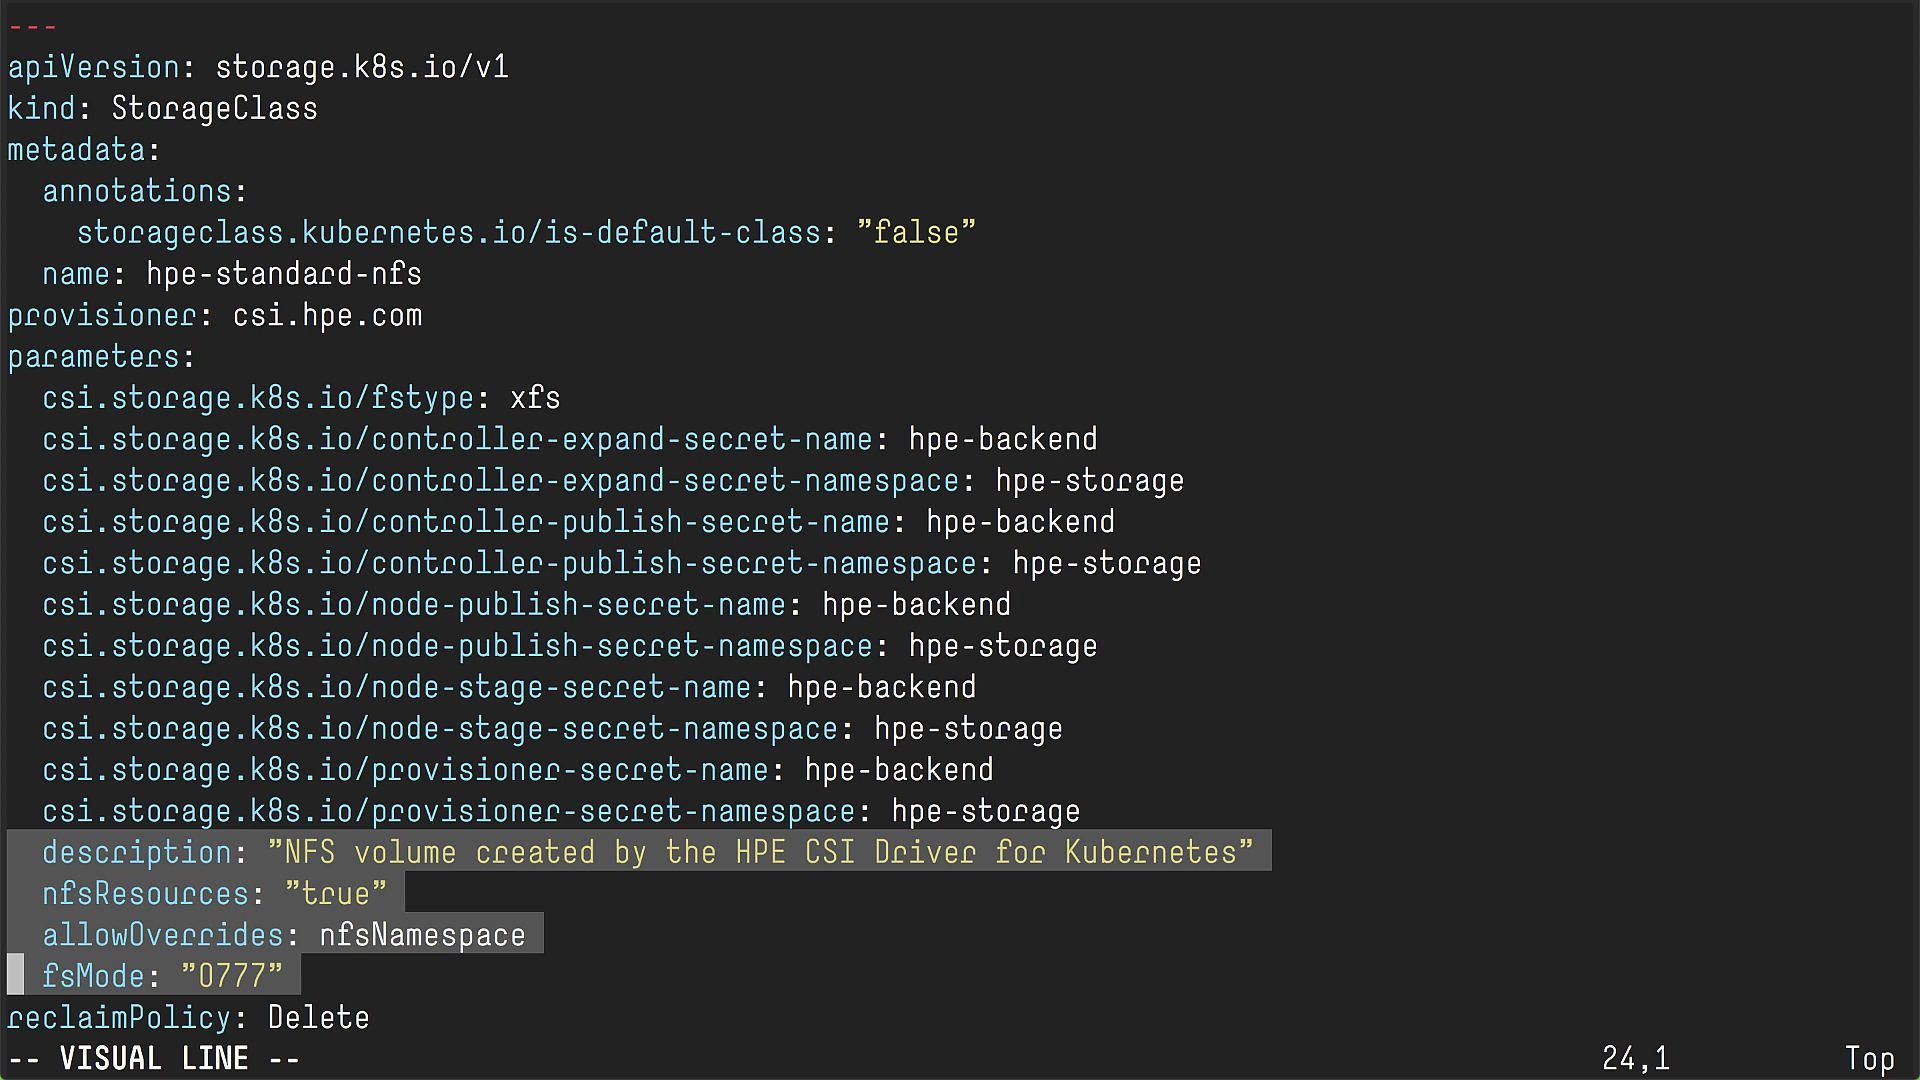 ---
apiVersion: storage.k8s.io/v1
kind: StorageClass
metadata:
  annotations:
    storageclass.kubernetes.io/is-default-class: "false"
  name: hpe-standard-nfs
provisioner: csi.hpe.com
parameters:
  csi.storage.k8s.io/fstype: xfs
  csi.storage.k8s.io/controller-expand-secret-name: hpe-backend
  csi.storage.k8s.io/controller-expand-secret-namespace: hpe-storage
  csi.storage.k8s.io/controller-publish-secret-name: hpe-backend
  csi.storage.k8s.io/controller-publish-secret-namespace: hpe-storage
  csi.storage.k8s.io/node-publish-secret-name: hpe-backend
  csi.storage.k8s.io/node-publish-secret-namespace: hpe-storage
  csi.storage.k8s.io/node-stage-secret-name: hpe-backend
  csi.storage.k8s.io/node-stage-secret-namespace: hpe-storage
  csi.storage.k8s.io/provisioner-secret-name: hpe-backend
  csi.storage.k8s.io/provisioner-secret-namespace: hpe-storage
  description: "NFS volume created by the HPE CSI Driver for Kubernetes"
  nfsResources: "true"
  allowOverrides: nfsNamespace
  fsMode: "0777"
reclaimPolicy: Delete
-- VISUAL LINE -- 24,1 Top